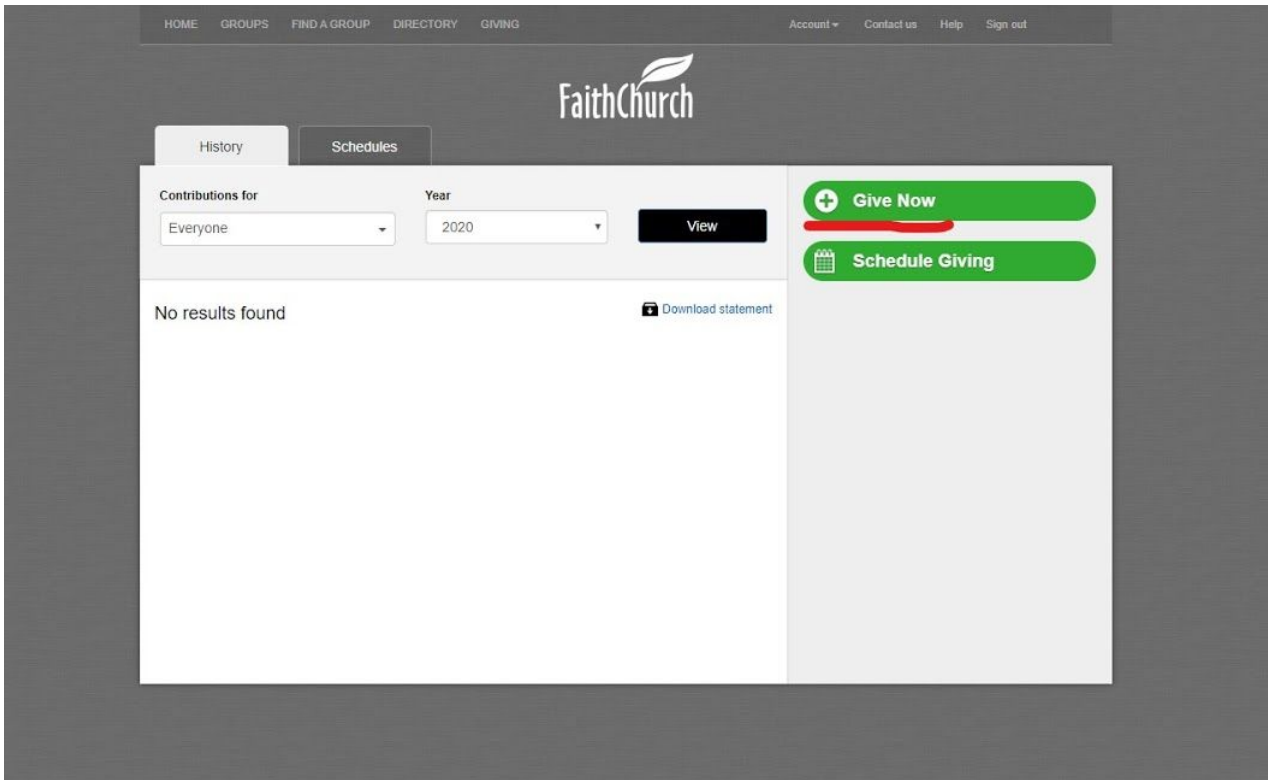 HOME GROUPS FIND A GROUP DIRECTORY GIVING Account Contact us Help Sign out
FaithChurch
History Schedules
Contributions for Year
Everyone 2020 View
Give Now
Schedule Giving
No results found Download statement